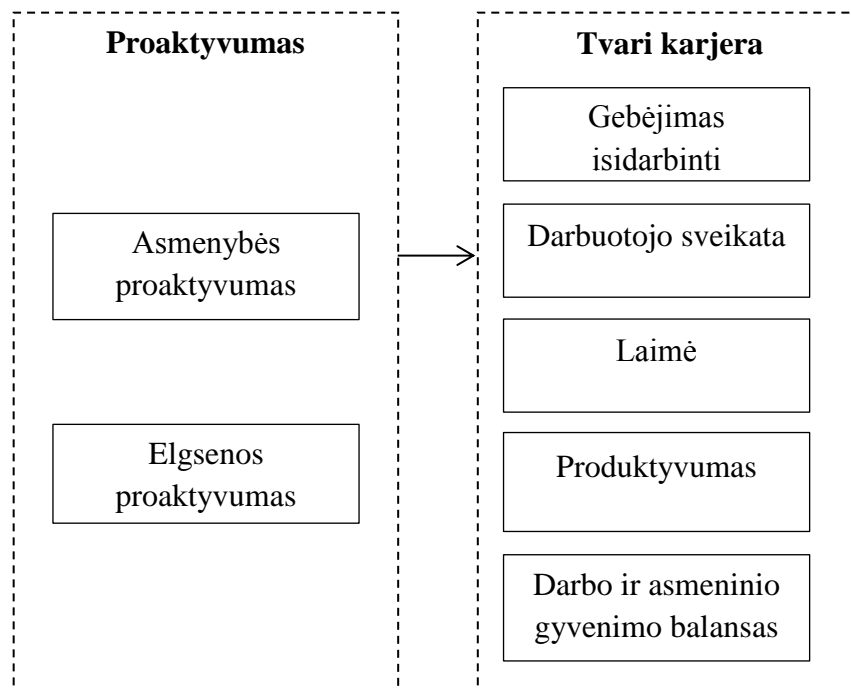 Proaktyvumas
Asmenybės
proaktyvumas
Elgsenos
proaktyvumas
Tvari karjera
Gebėjimas
isidarbinti
Darbuotojo sveikata
Laimė
Produktyvumas
Darbo ir asmeninio
gyvenimo balansas